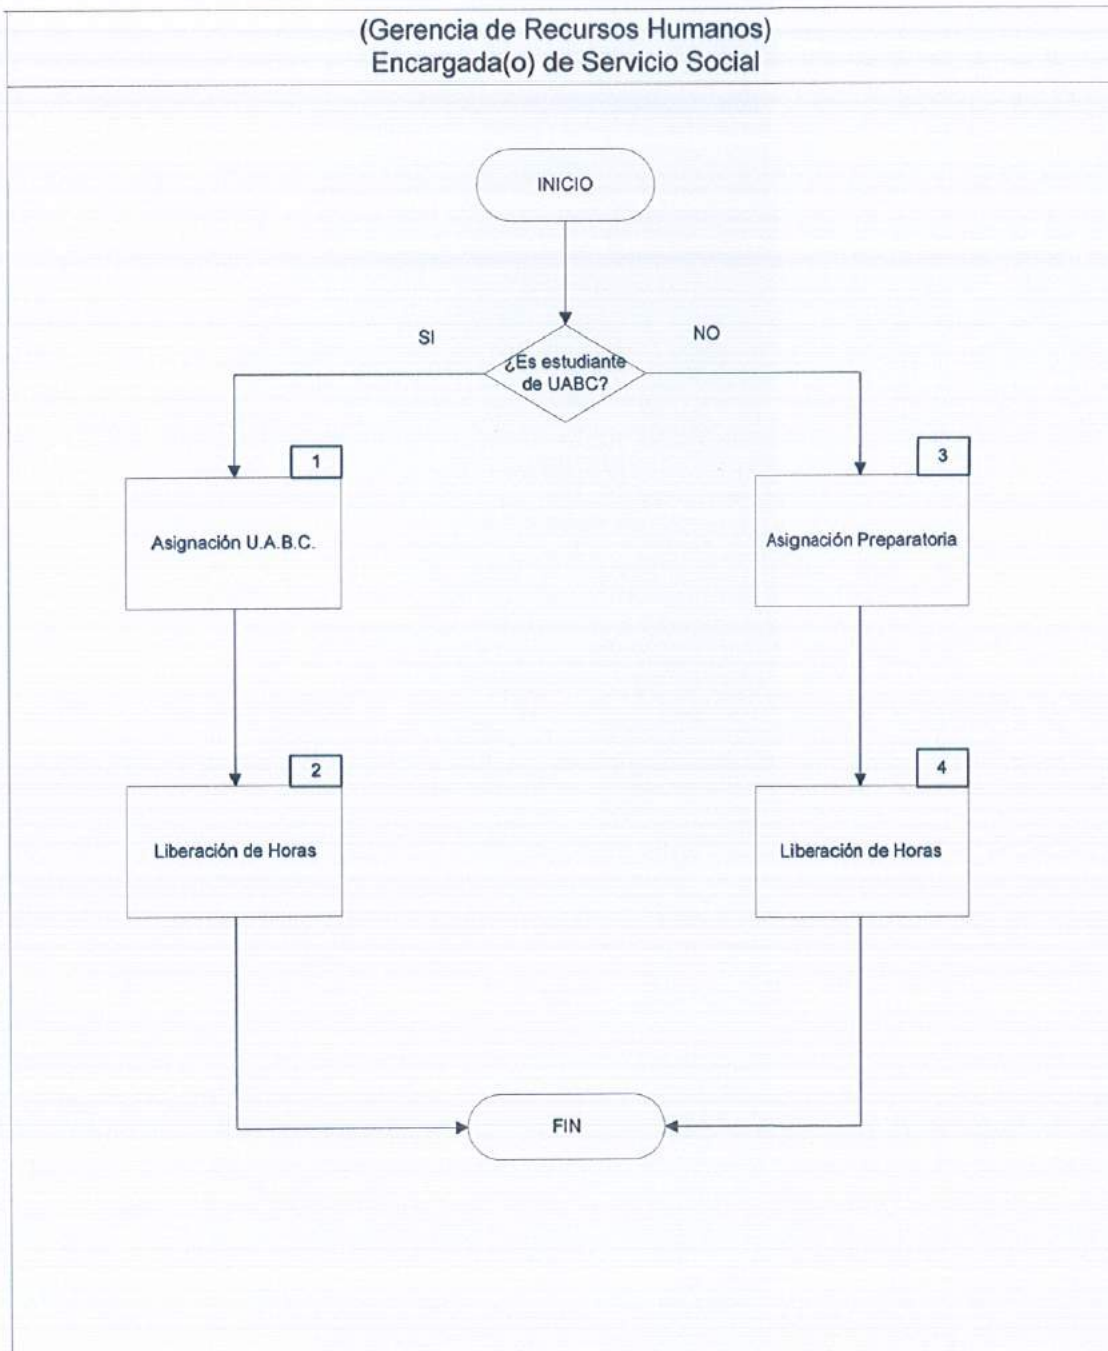 (Gerencia de Recursos Humanos)
Encargada(o) de Servicio Social
INICIO
SI
NO
¿Es estudiante
de UABC?
1
Asignación U.A.B.C.
3
Asignación Preparatoria
2
Liberación de Horas
4
Liberación de Horas
FIN